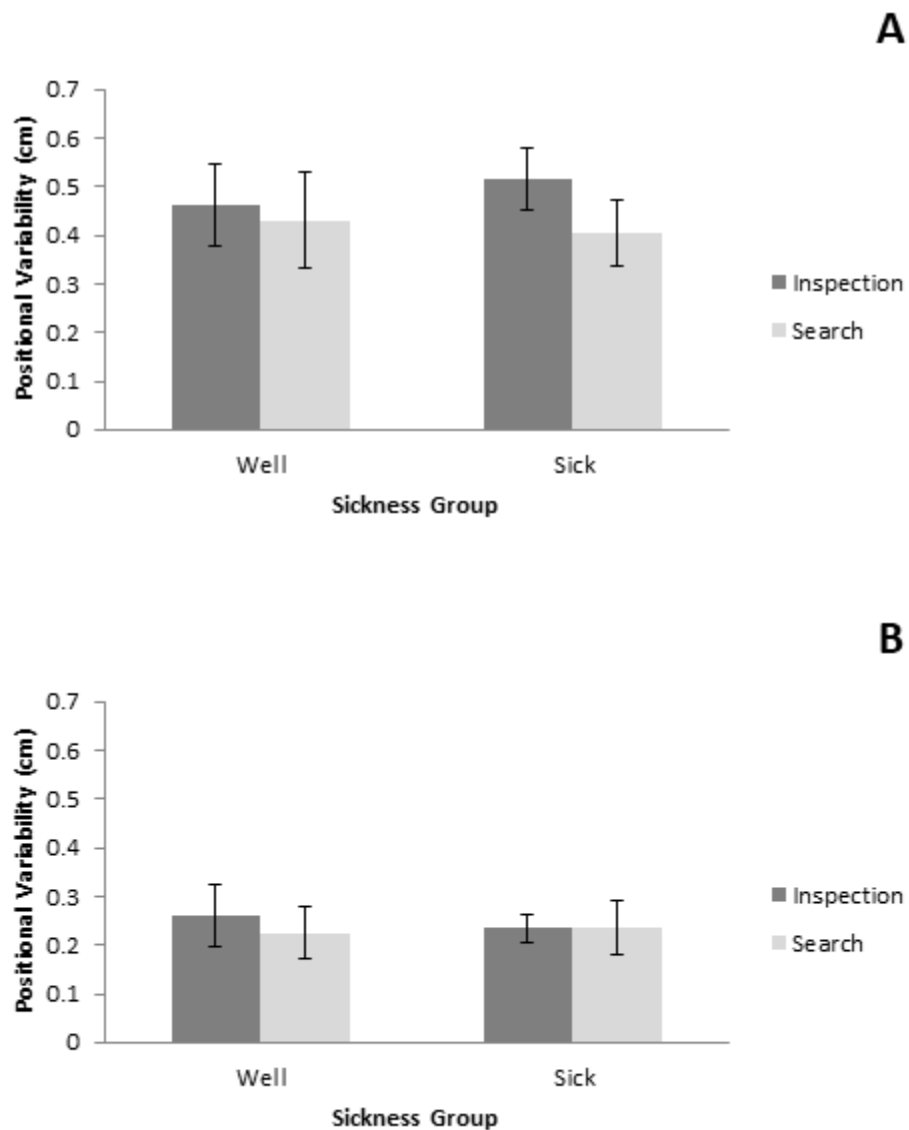 A
Positional Variability (cm)
0.7
0.6
0.5
0.4
0.3
0.2
0.1
0
Well
Sick
Sickness Group
Inspection
Search
B
Positional Variability (cm)
0.7
0.6
0.5
0.4
0.3
0.2
0.1
0
Well
Sick
Sickness Group
Inspection
Search